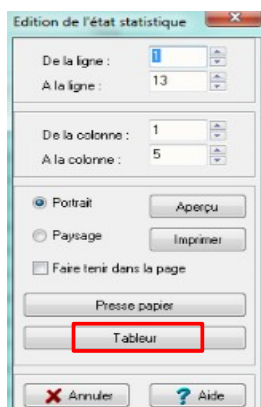 Edition de l'état statistique
De la ligne : 1
A la ligne : 13
De la colonne : 1
A la colonne : 5
Portrait
Aperçu
Paysage
Imprimer
Faire tenir dans la page
Presse papier
Tableur
Annuler
Aide